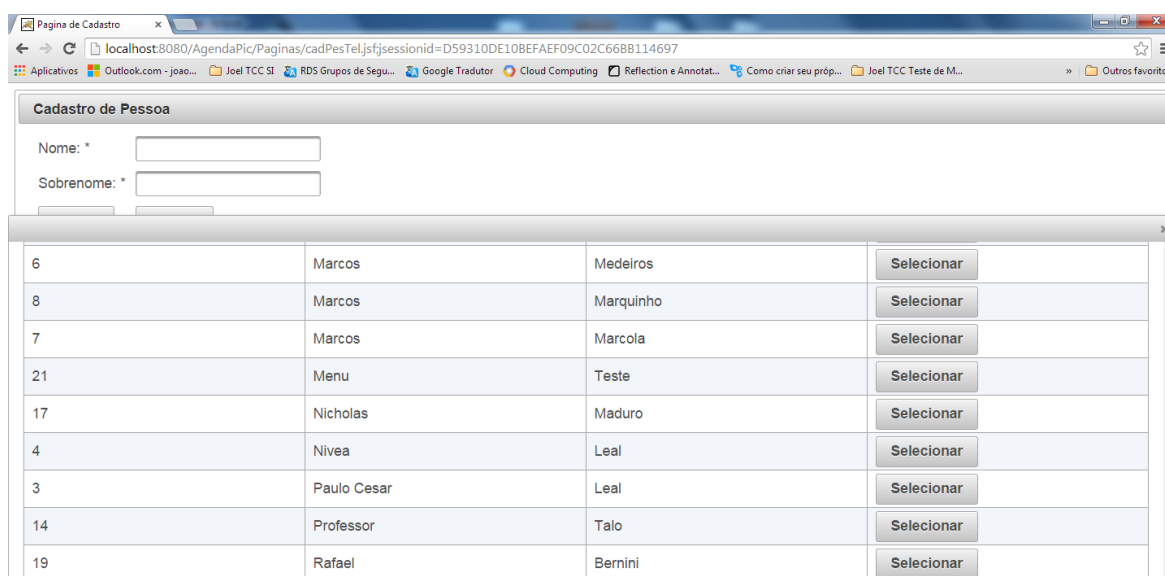 Pagina de Cadastro
localhost:8080/AgendaPic/Paginas/cadPesTel.jsf;jsessionid=D59310DE10BEFAEF09C02C66BB114697
Aplicativos Outlook.com - joao... Joel TCC SI RDS Grupos de Segu... Google Tradutor Cloud Computing Reflection e Annotat... Como criar seu próp... Joel TCC Teste de M... » Outros favorito
Cadastro de Pessoa
Nome: *
Sobrenome: *
6 Marcos Medeiros Selecionar
8 Marcos Marquinho Selecionar
7 Marcos Marcola Selecionar
21 Menu Teste Selecionar
17 Nicholas Maduro Selecionar
4 Nivea Leal Selecionar
3 Paulo Cesar Leal Selecionar
14 Professor Talo Selecionar
19 Rafael Bernini Selecionar